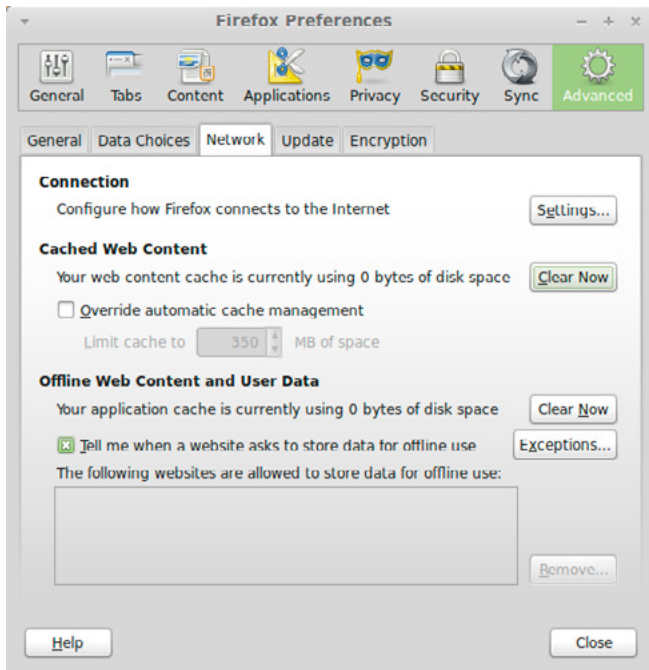 Firefox Preferences
General Tabs Content Applications Privacy Security Sync Advanced
General Data Choices Network Update Encryption
Connection
Configure how Firefox connects to the Internet Settings...
Cached Web Content
Your web content cache is currently using 0 bytes of disk space Clear Now
Override automatic cache management
Limit cache to 350 MB of space
Offline Web Content and User Data
Your application cache is currently using 0 bytes of disk space Clear Now
Tell me when a website asks to store data for offline use Exceptions...
The following websites are allowed to store data for offline use:
Remove...
Help Close